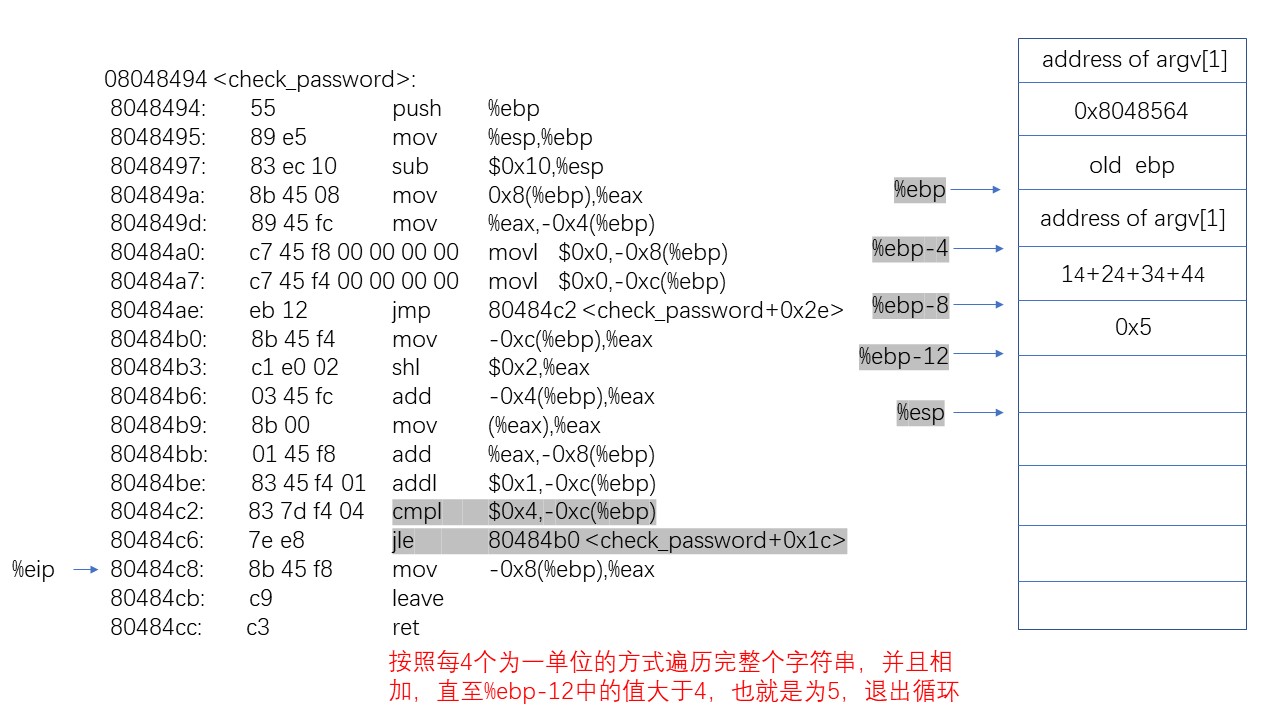 08048494 <check_password>:
8048494: 55 push %ebp
8048495: 89 e5 mov %esp,%ebp
8048497: 83 ec 10 sub $0x10,%esp
804849a: 8b 45 08 mov 0x8(%ebp),%eax
804849d: 89 45 fc mov %eax,-0x4(%ebp)
80484a0: c7 45 f8 00 00 00 00 movl $0x0,-0x8(%ebp)
80484a7: c7 45 f4 00 00 00 00 movl $0x0,-0xc(%ebp)
80484ae: eb 12 jmp 80484c2 <check_password+0x2e>
80484b0: 8b 45 f4 mov -0xc(%ebp),%eax
80484b3: c1 e0 02 shl $0x2,%eax
80484b6: 03 45 fc add -0x4(%ebp),%eax
80484b9: 8b 00 mov (%eax),%eax
80484bb: 01 45 f8 add %eax,-0x8(%ebp)
80484be: 83 45 f4 01 addl $0x1,-0xc(%ebp)
80484c2: 83 7d f4 04 cmpl $0x4,-0xc(%ebp)
80484c6: 7e e8 jle 80484b0 <check_password+0x1c>
%eip
80484c8: 8b 45 f8 mov -0x8(%ebp),%eax
80484cb: c9 leave
80484cc: c3 ret
按照每4个为一单位的方式遍历完整个字符串，并且相
加，直至%ebp-12中的值大于4，也就是为5，退出循环
address of argv[1]
0x8048564
old ebp
%ebp
address of argv[1]
%ebp-4
14+24+34+44
%ebp-8
0x5
%ebp-12
%esp